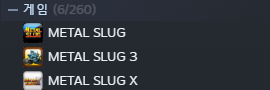 게임 (6/260)
METAL SLUG
METAL SLUG 3
METAL SLUG X